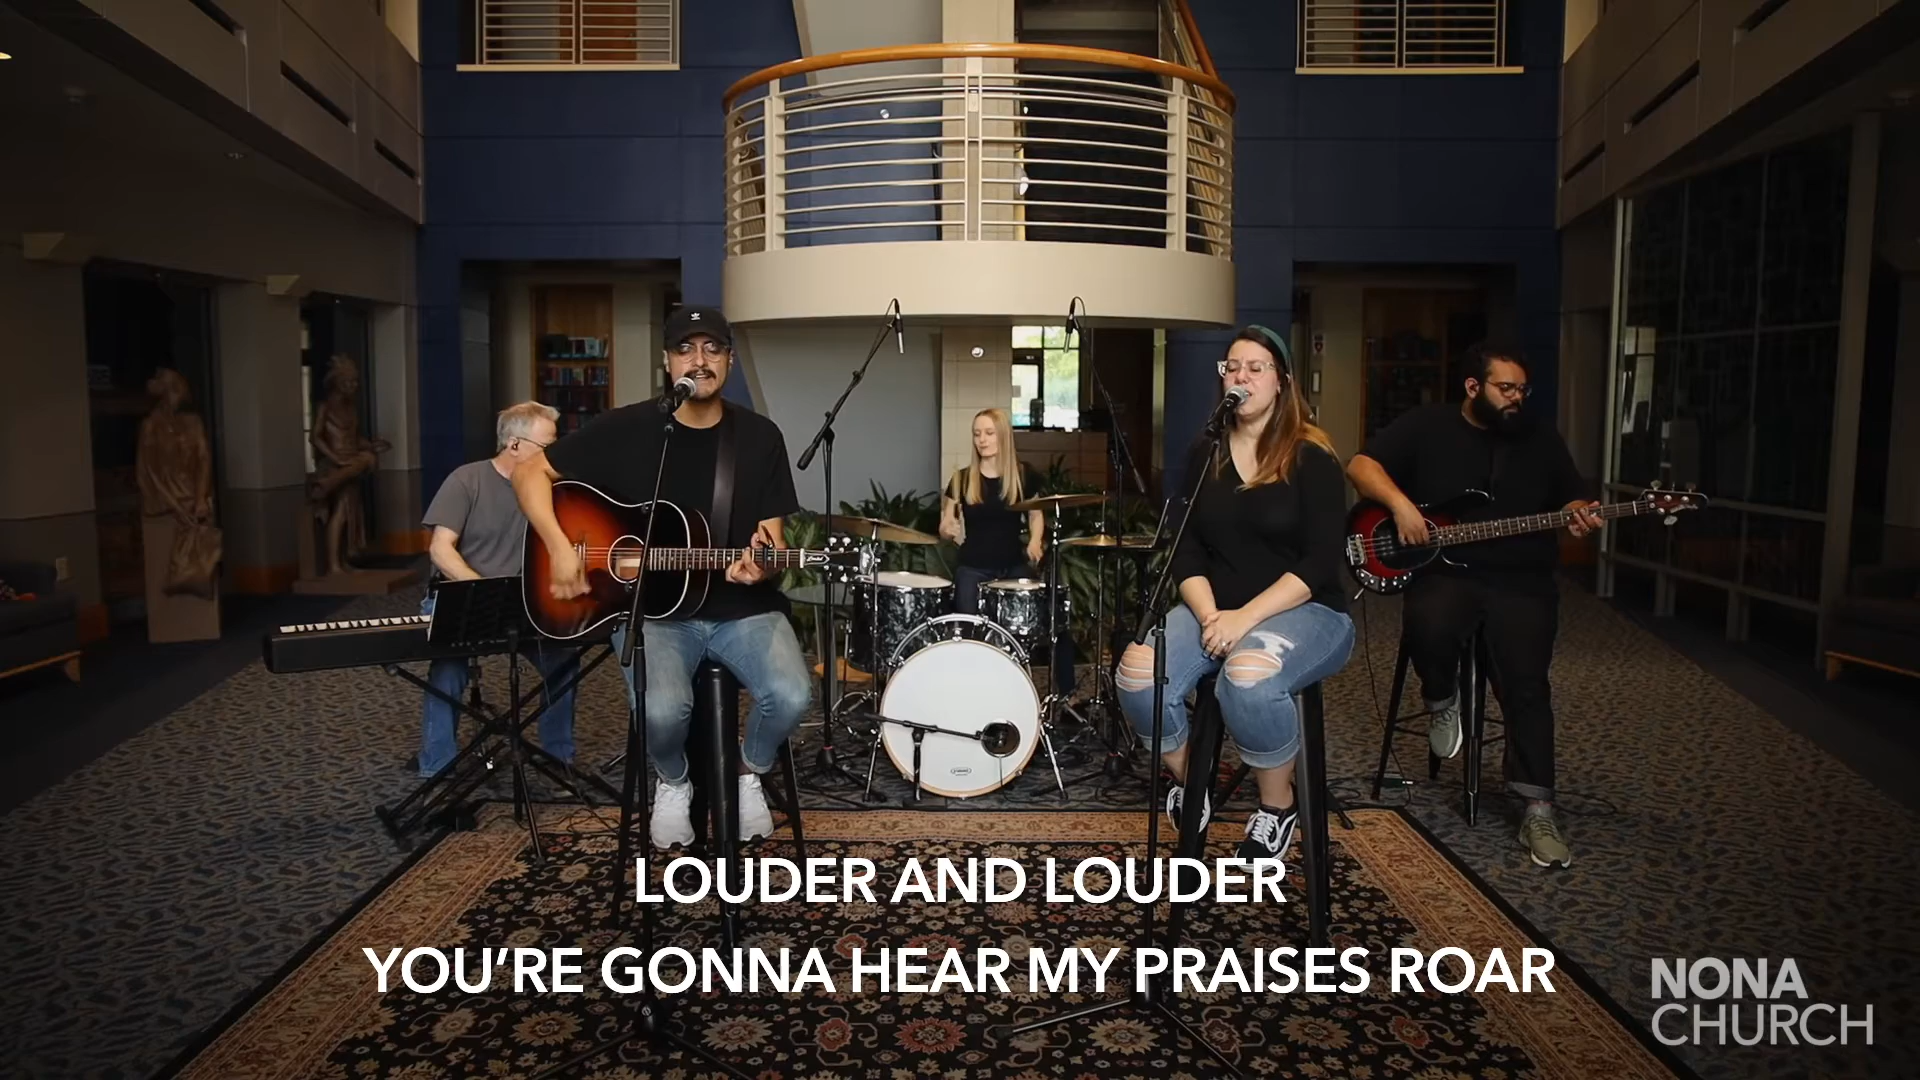 LOUDER AND LOUDER
YOU'RE GONNA HEAR MY PRAISES ROAR
NONA
CHURCH